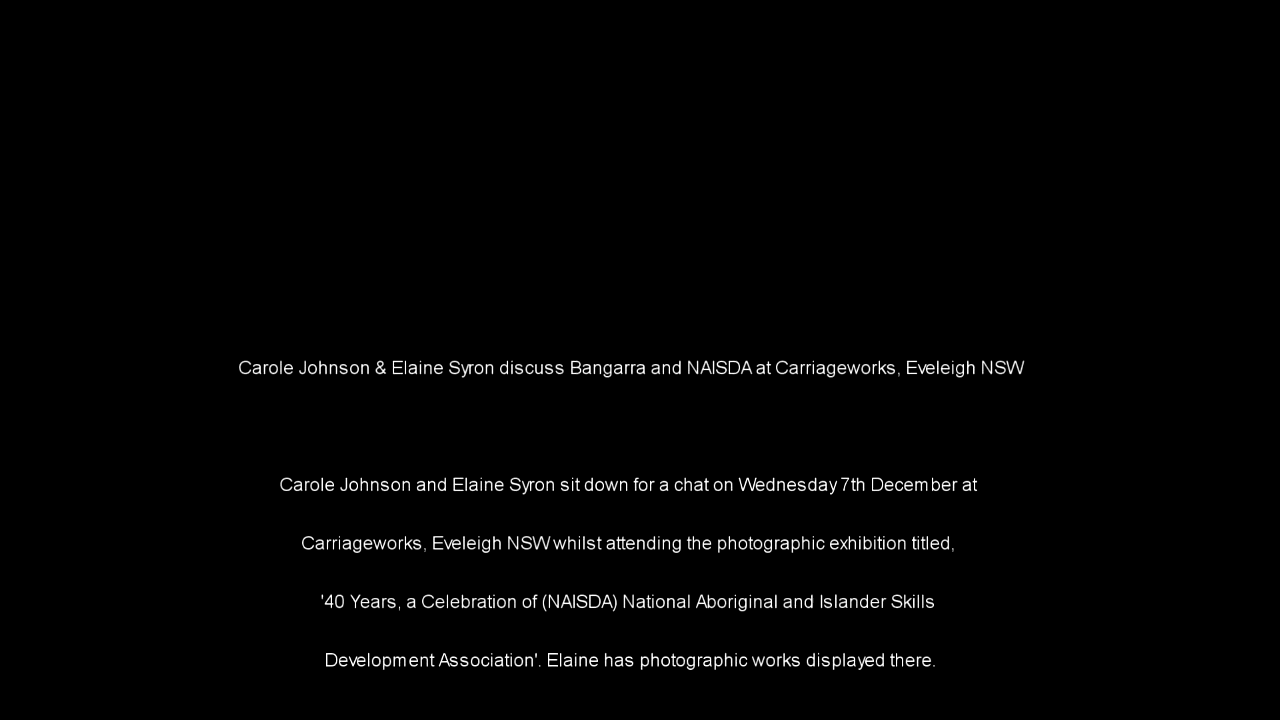 Carole Johnson & Elaine Syron discuss Bangarra and NAISDA at Carriageworks, Eveleigh NSW
Carole Johnson and Elaine Syron sit down for a chat on Wednesday 7th December at
Carriageworks, Eveleigh NSW whilst attending the photographic exhibition titled,
'40 Years, a Celebration of (NAISDA) National Aboriginal and Islander Skills
Development Association'. Elaine has photographic works displayed there.